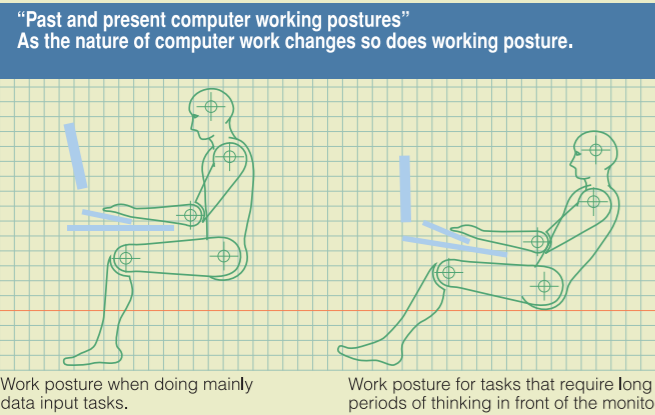 “Past and present computer working postures”
As the nature of computer work changes so does working posture.
Work posture when doing mainly
data input tasks.
Work posture for tasks that require long
periods of thinking in front of the monito